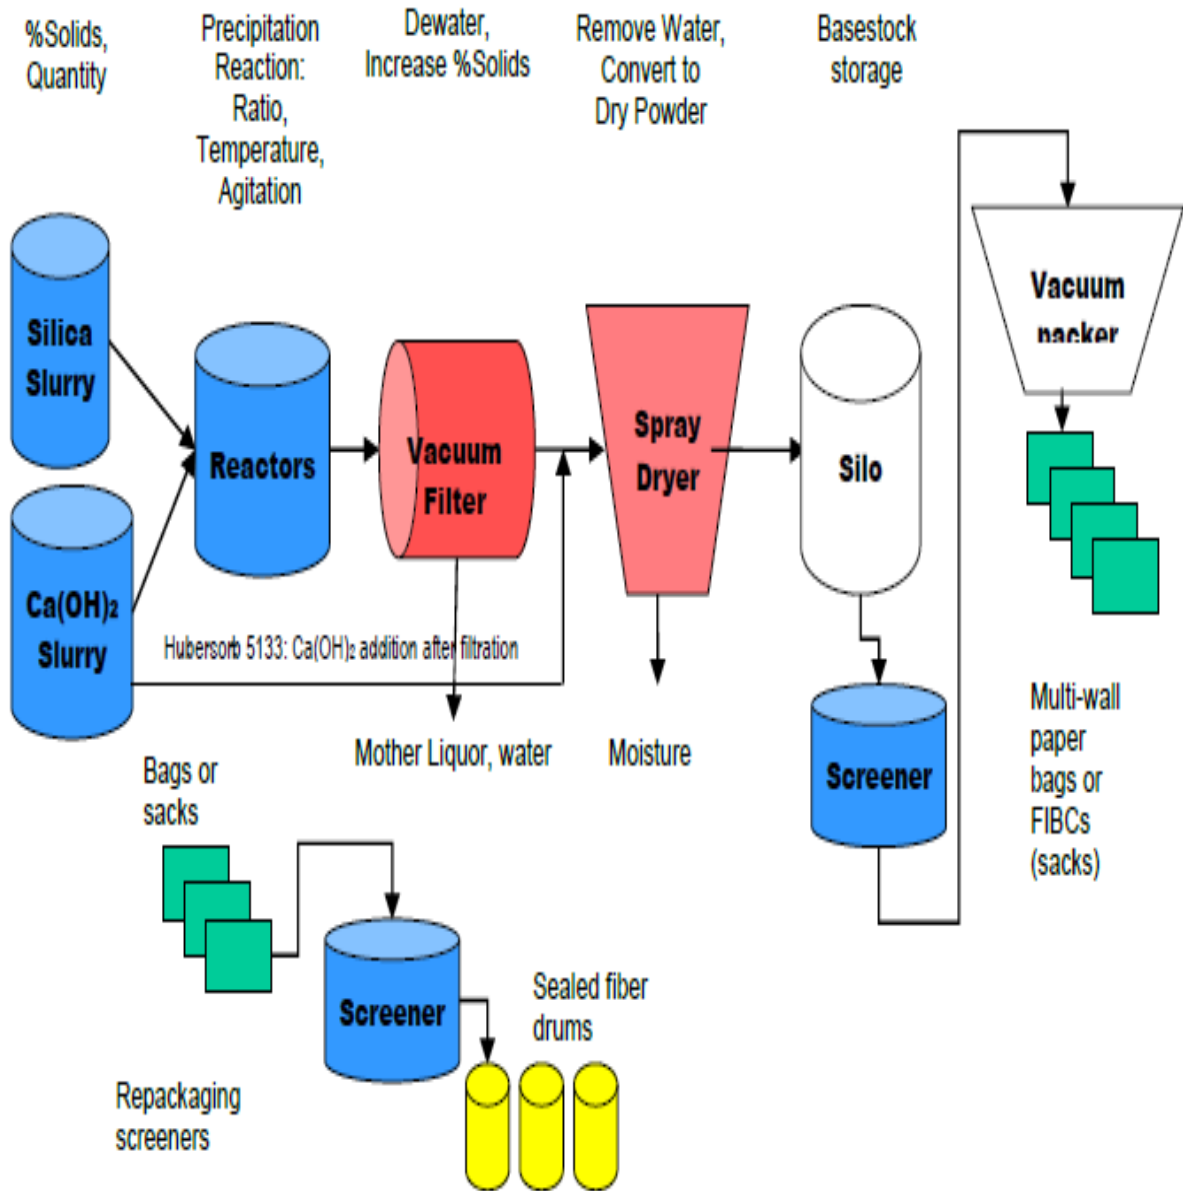 %Solids,
Quantity
Precipitation
Reaction:
Ratio,
Temperature,
Agitation
Dewater,
Increase %Solids
Remove Water,
Convert to
Dry Powder
Basestock
storage
Silica
Slurry
Ca(OH)₂
Slurry
Reactors
Vacuum
Filter
Spray
Dryer
Silo
Vacuum
packer
Hubersorb 5133: Ca(OH)₂ addition after filtration
Mother Liquor, water
Moisture
Screener
Multi-wall
paper
bags or
FIBCs
(sacks)
Bags or
sacks
Screener
Sealed fiber
drums
Repackaging
screeners